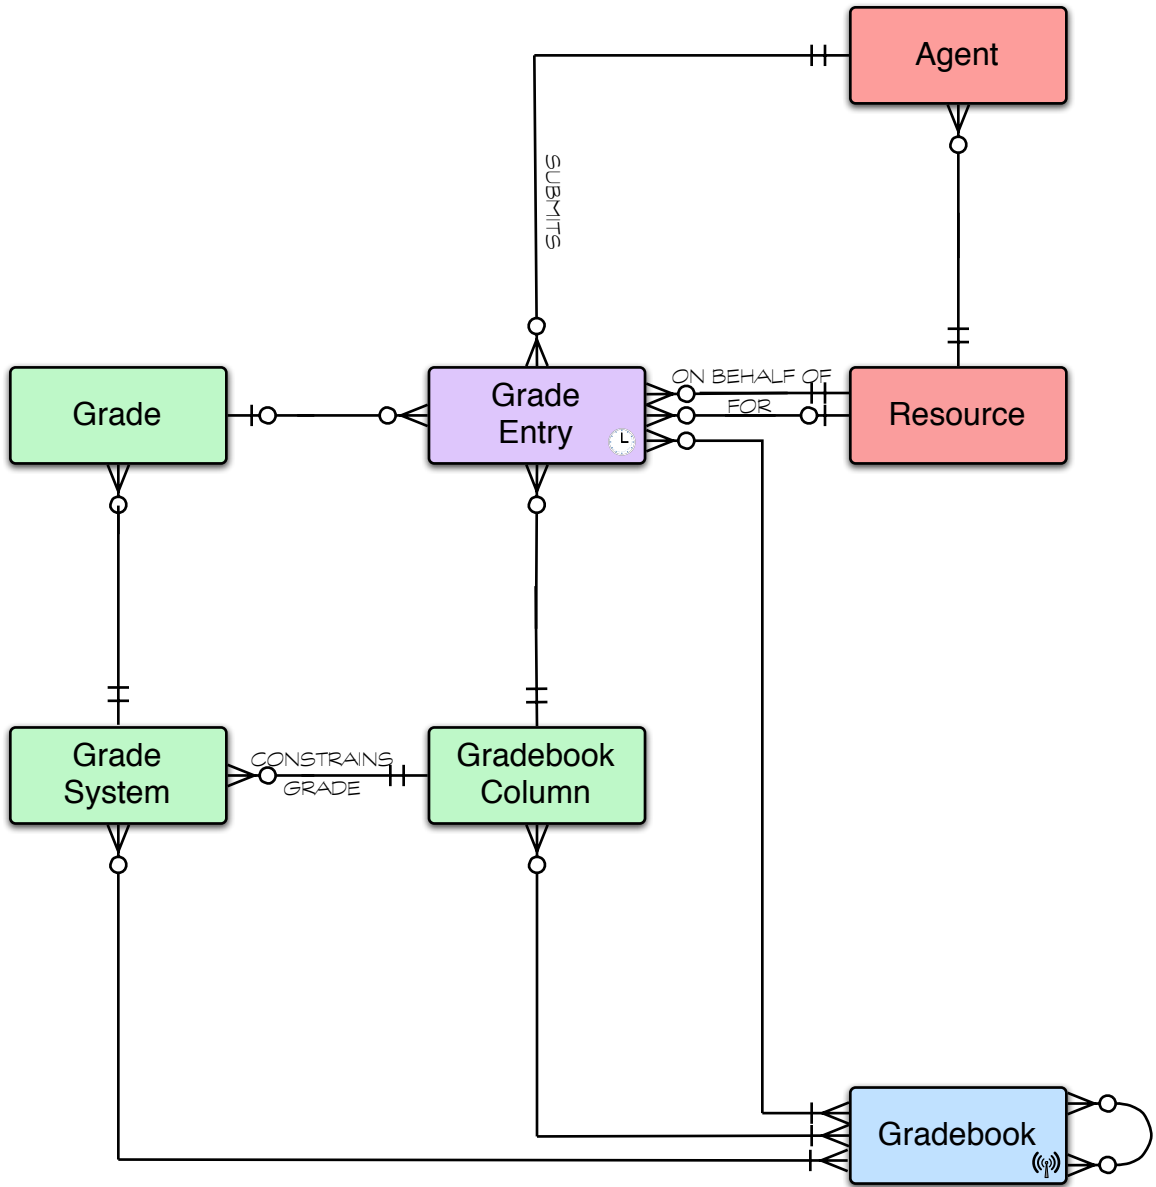 Agent
SUBMITS
Grade
Grade
Entry
ON BEHALF OF
FOR
Resource
Grade
System
CONSTRAINS
GRADE
Gradebook
Column
Gradebook